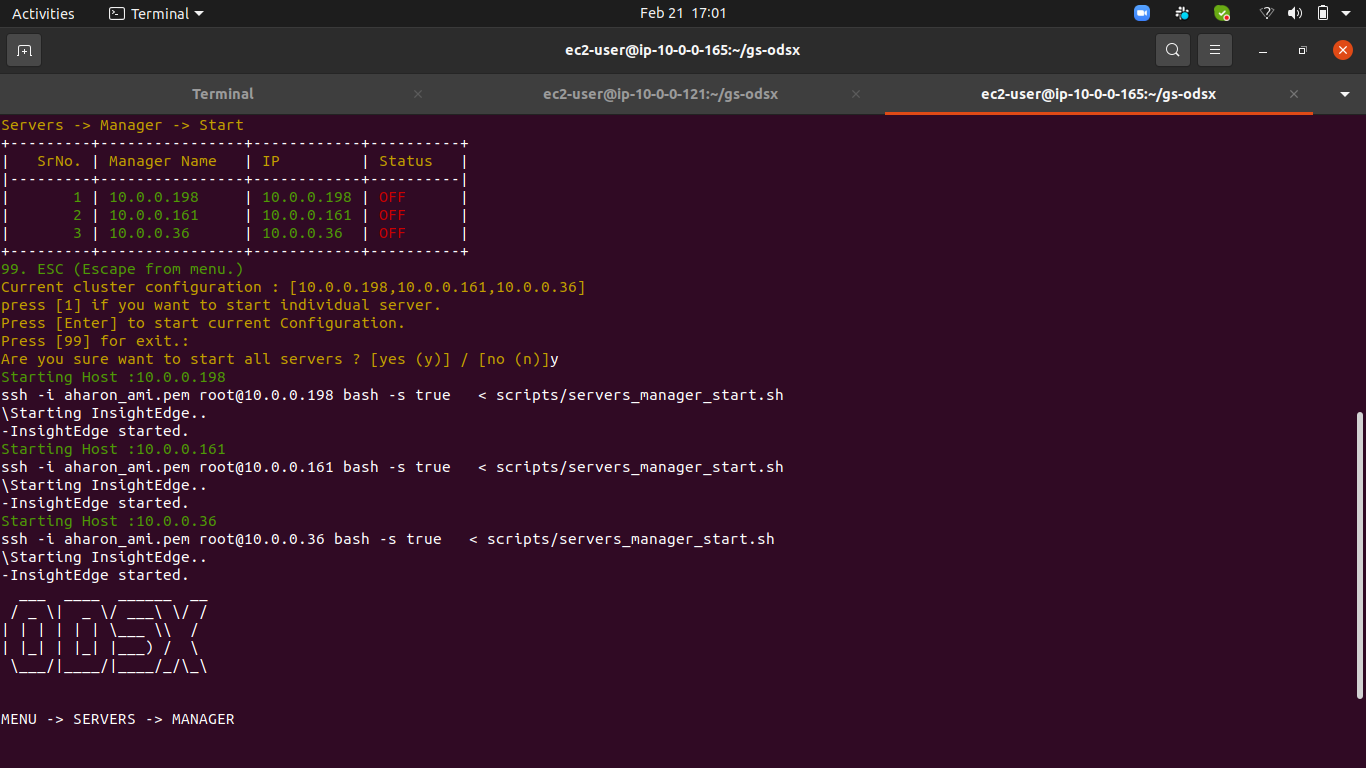 Activities Terminal Feb 21 17:01
ec2-user@ip-10-0-0-165:~/gs-odsx
Terminal ec2-user@ip-10-0-0-121:~/gs-odsx ec2-user@ip-10-0-0-165:~/gs-odsx
Servers -> Manager -> Start
+---------+----------------+------------+----------+
|   SrNo. | Manager Name   | IP         | Status   |
|---------+----------------+------------+----------|
|       1 | 10.0.0.198     | 10.0.0.198 | OFF      |
|       2 | 10.0.0.161     | 10.0.0.161 | OFF      |
|       3 | 10.0.0.36      | 10.0.0.36  | OFF      |
+---------+----------------+------------+----------+
99. ESC (Escape from menu.)
Current cluster configuration : [10.0.0.198,10.0.0.161,10.0.0.36]
press [1] if you want to start individual server.
Press [Enter] to start current Configuration.
Press [99] for exit.:
Are you sure want to start all servers ? [yes (y)] / [no (n)]y
Starting Host :10.0.0.198
ssh -i aharon_ami.pem root@10.0.0.198 bash -s true   < scripts/servers_manager_start.sh
\Starting InsightEdge..
-InsightEdge started.
Starting Host :10.0.0.161
ssh -i aharon_ami.pem root@10.0.0.161 bash -s true   < scripts/servers_manager_start.sh
\Starting InsightEdge..
-InsightEdge started.
Starting Host :10.0.0.36
ssh -i aharon_ami.pem root@10.0.0.36 bash -s true   < scripts/servers_manager_start.sh
\Starting InsightEdge..
-InsightEdge started.
  ___  ____  ______  __
 / _ \|  _ \/ ___\ \/ /
| | | | | | \___ \\  /
| |_| | |_| |___) /  \
 \___/|____/|____/_/\_\
MENU -> SERVERS -> MANAGER